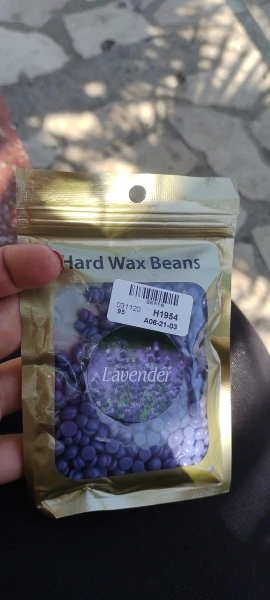 Hard Wax Beans
031120
95
H1954
A06-21-03
Lavender